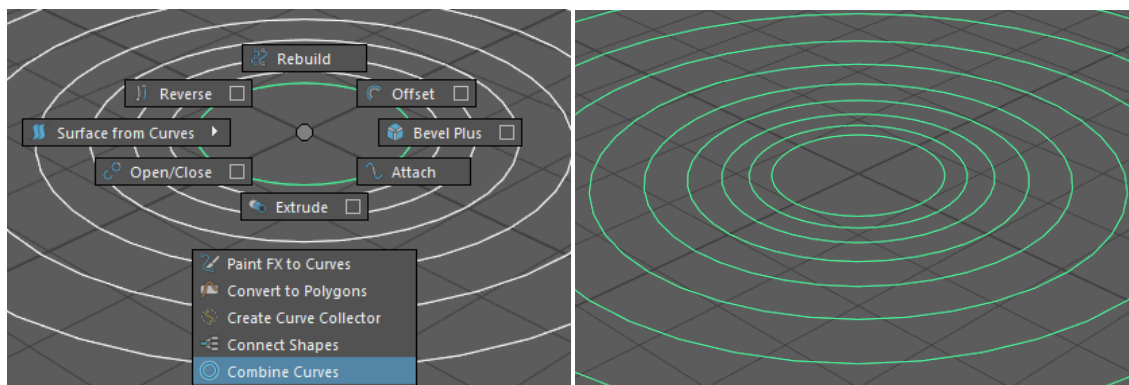 Rebuild
Reverse
Offset
Surface from Curves
Bevel Plus
Open/Close
Attach
Extrude
Paint FX to Curves
Convert to Polygons
Create Curve Collector
Connect Shapes
Combine Curves